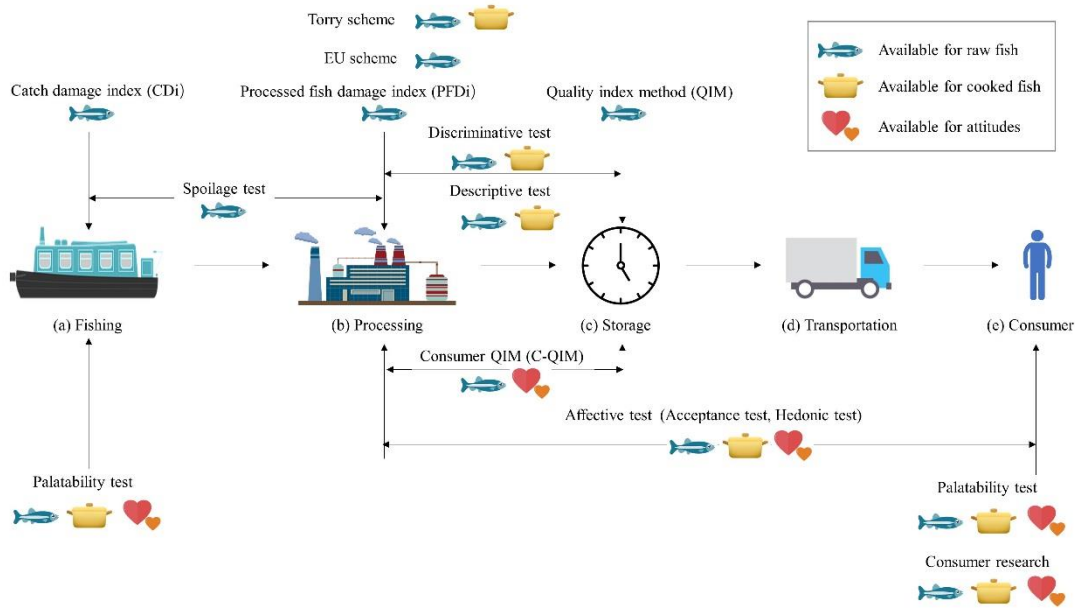 Torry scheme
EU scheme
Catch damage index (CDi)
Processed fish damage index (PFDi)
Quality index method (QIM)
Available for raw fish
Available for cooked fish
Available for attitudes
Discriminative test
Spoilage test
Descriptive test
(a) Fishing
(b) Processing
(c) Storage
(d) Transportation
(e) Consumer
Consumer QIM (C-QIM)
Affective test (Acceptance test, Hedonic test)
Palatability test
Palatability test
Consumer research